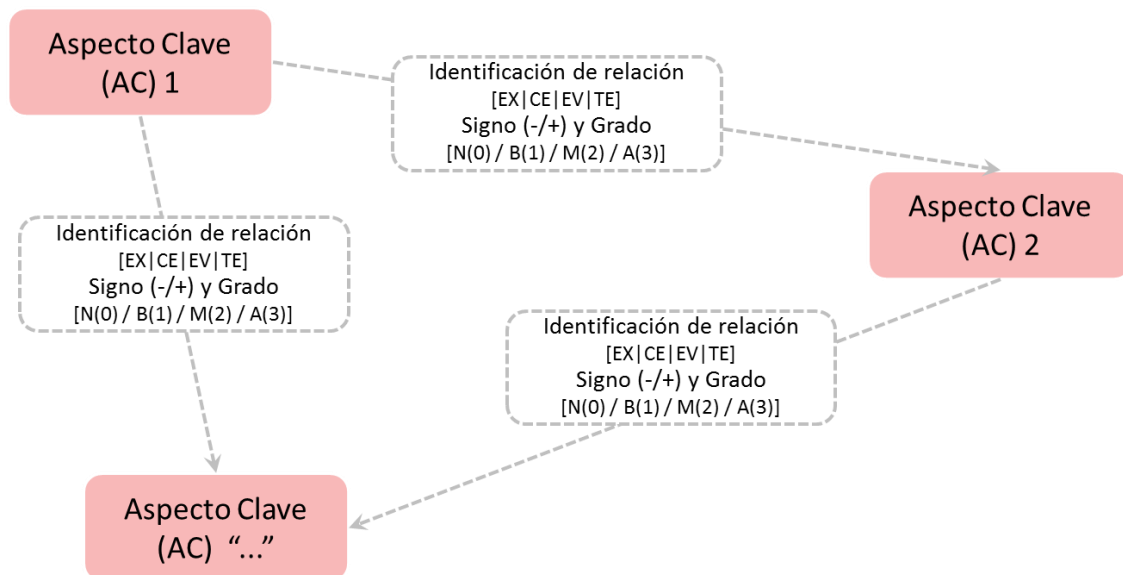 Aspecto Clave
(AC) 1
Identificación de relación
[EX|CE|EV|TE]
Signo (-/+) y Grado
[N(0) / B(1) / M(2) / A(3)]
Aspecto Clave
(AC) 2
Identificación de relación
[EX|CE|EV|TE]
Signo (-/+) y Grado
[N(0) / B(1) / M(2) / A(3)]
Identificación de relación
[EX|CE|EV|TE]
Signo (-/+) y Grado
[N(0) / B(1) / M(2) / A(3)]
Aspecto Clave
(AC) “...”